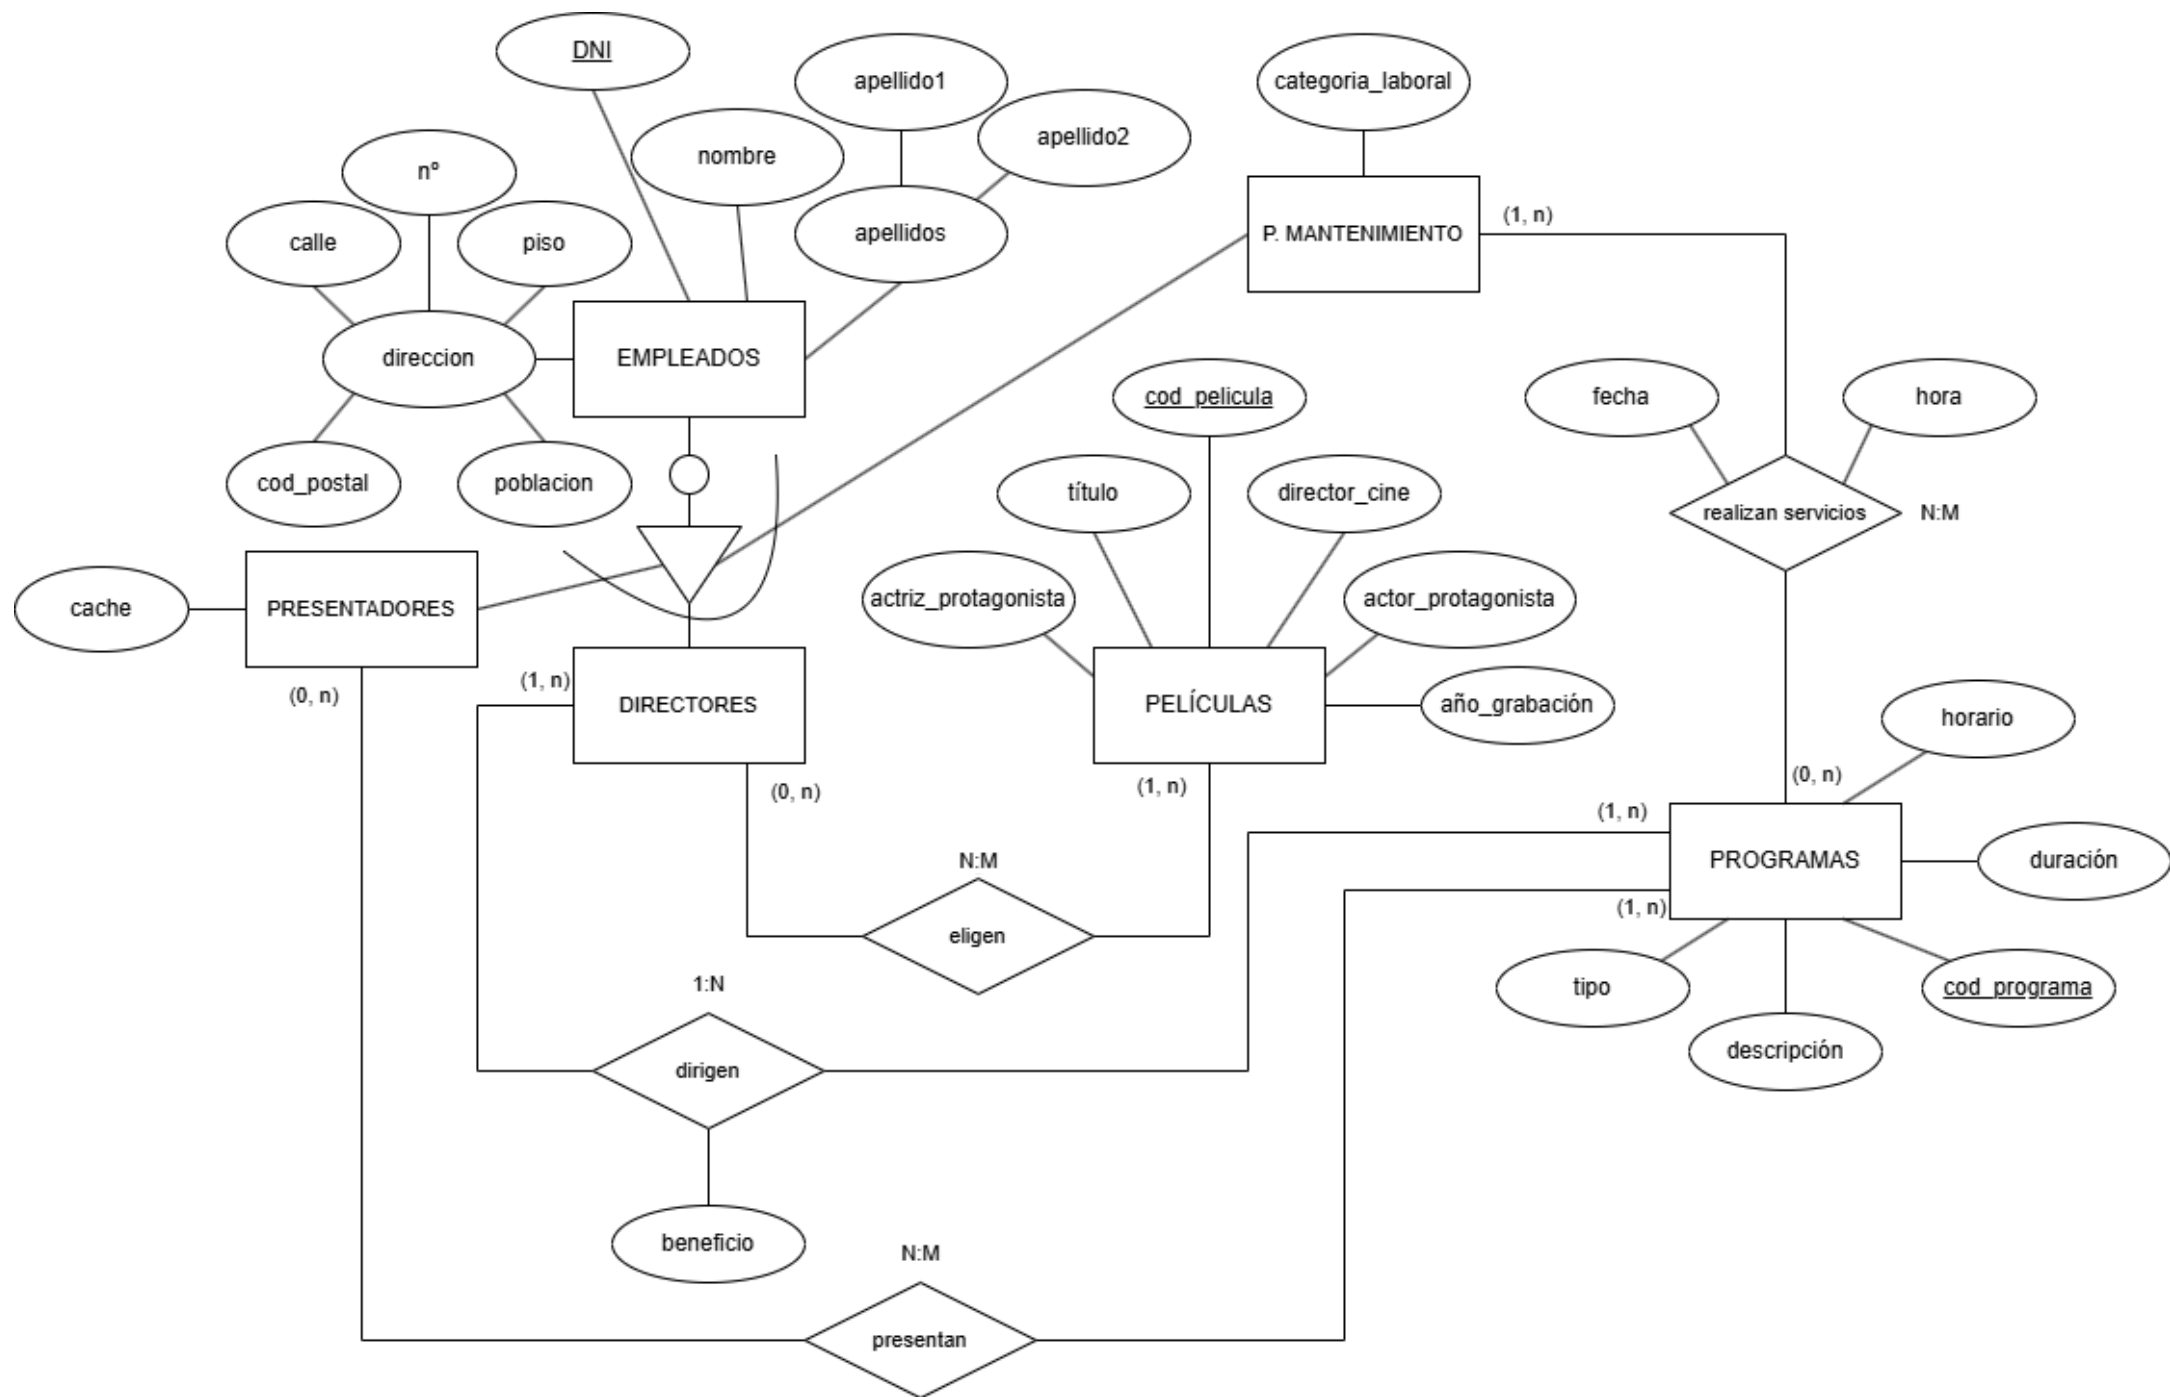 DNI
apellido1
categoria_laboral
apellido2
nombre
nº
calle
piso
apellidos
P. MANTENIMIENTO
(1, n)
direccion
EMPLEADOS
cod_pelicula
fecha
hora
cod_postal
poblacion
título
director_cine
realizan servicios
N:M
cache
PRESENTADORES
actriz_protagonista
actor_protagonista
(0, n)
(1, n)
DIRECTORES
PELÍCULAS
año_grabación
horario
(0, n)
(1, n)
(0, n)
(1, n)
N:M
PROGRAMAS
duración
(1, n)
eligen
1:N
tipo
cod_programa
descripción
dirigen
beneficio
N:M
presentan